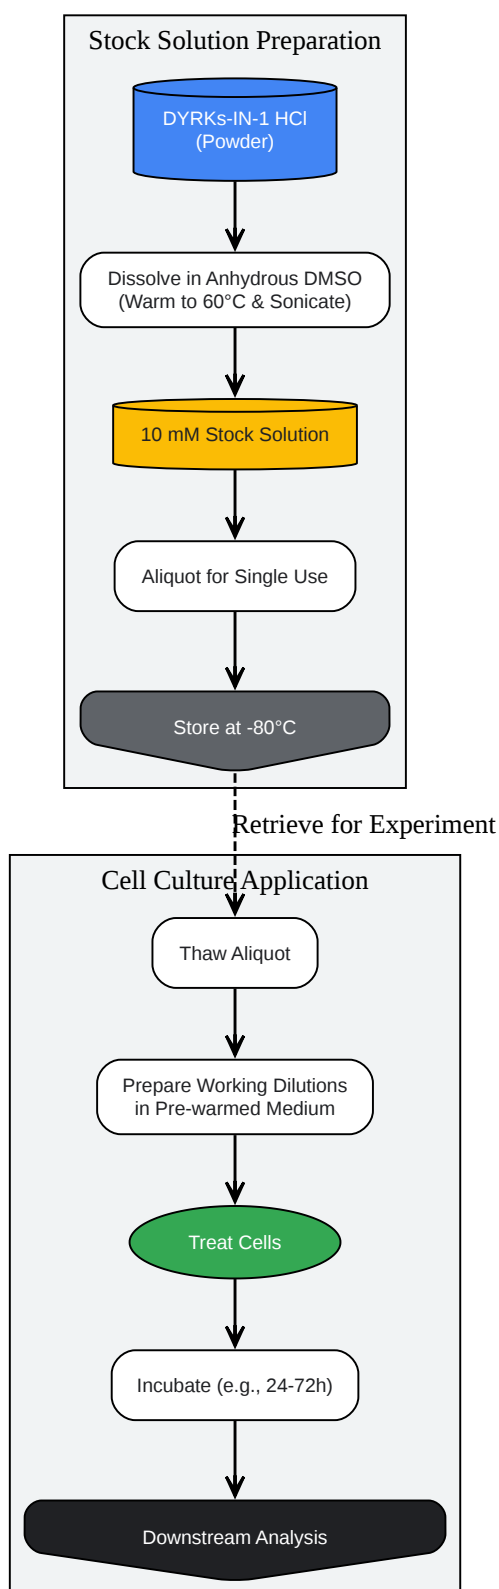 Stock Solution Preparation
DYRKs-IN-1 HCl
(Powder)
Dissolve in Anhydrous DMSO
(Warm to 60°C & Sonicate)
10 mM Stock Solution
Aliquot for Single Use
Store at -80°C
Retrieve for Experiment
Cell Culture Application
Thaw Aliquot
Prepare Working Dilutions
in Pre-warmed Medium
Treat Cells
Incubate (e.g., 24-72h)
Downstream Analysis